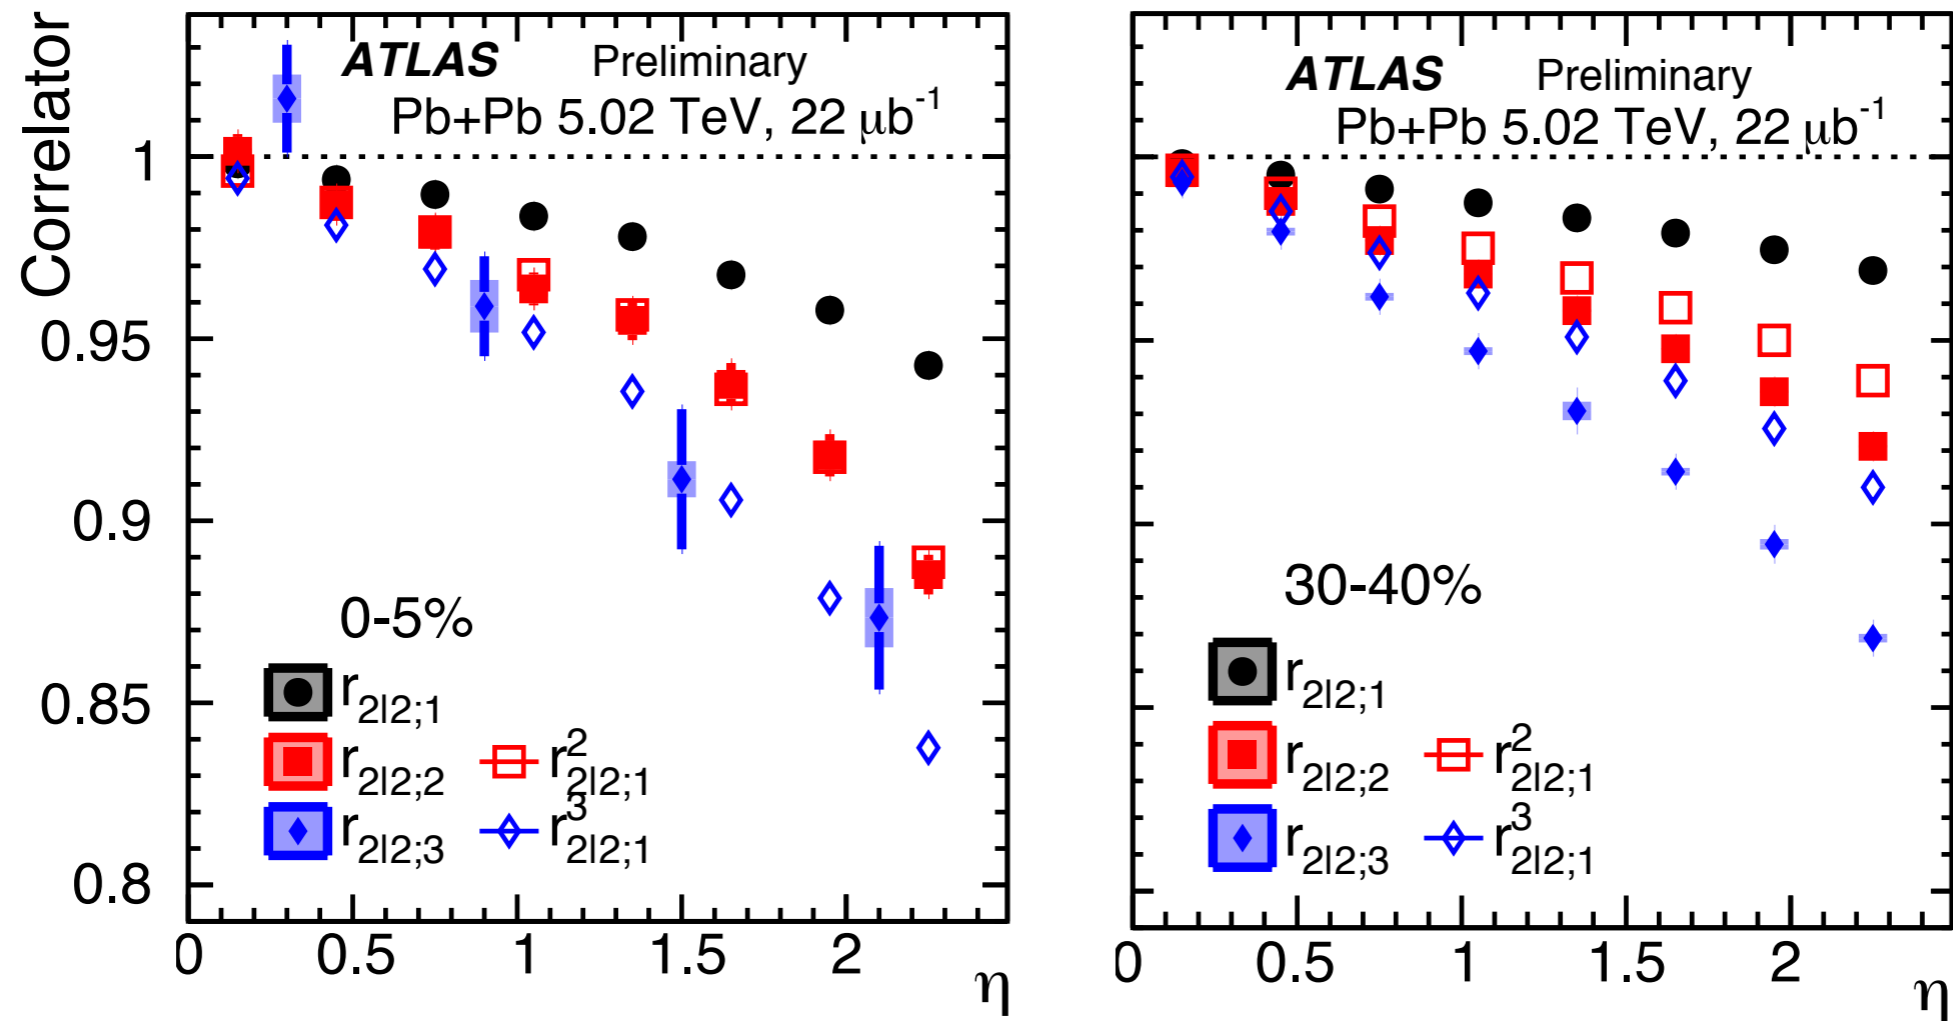 Correlator
ATLAS Preliminary
Pb+Pb 5.02 TeV, 22 μb⁻¹
1
0.95
0.9
0.85
0.8
0-5%
r2|2;1
r2|2;2 r²2|2;1
r2|2;3 r³2|2;1
0 0.5 1 1.5 2
η
ATLAS Preliminary
Pb+Pb 5.02 TeV, 22 μb⁻¹
30-40%
r2|2;1
r2|2;2 r²2|2;1
r2|2;3 r³2|2;1
0 0.5 1 1.5 2
η